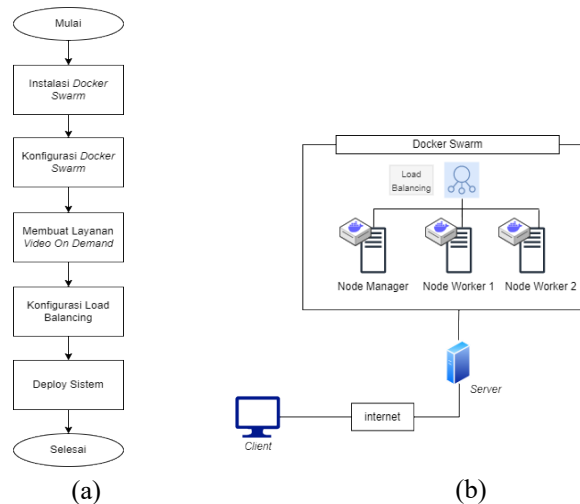 Mulai
Instalasi Docker
Swarm
Konfigurasi Docker
Swarm
Membuat Layanan
Video On Demand
Konfigurasi Load
Balancing
Deploy Sistem
Selesai
(a)
Docker Swarm
Load
Balancing
Node Manager
Node Worker 1
Node Worker 2
Server
internet
Client
(b)